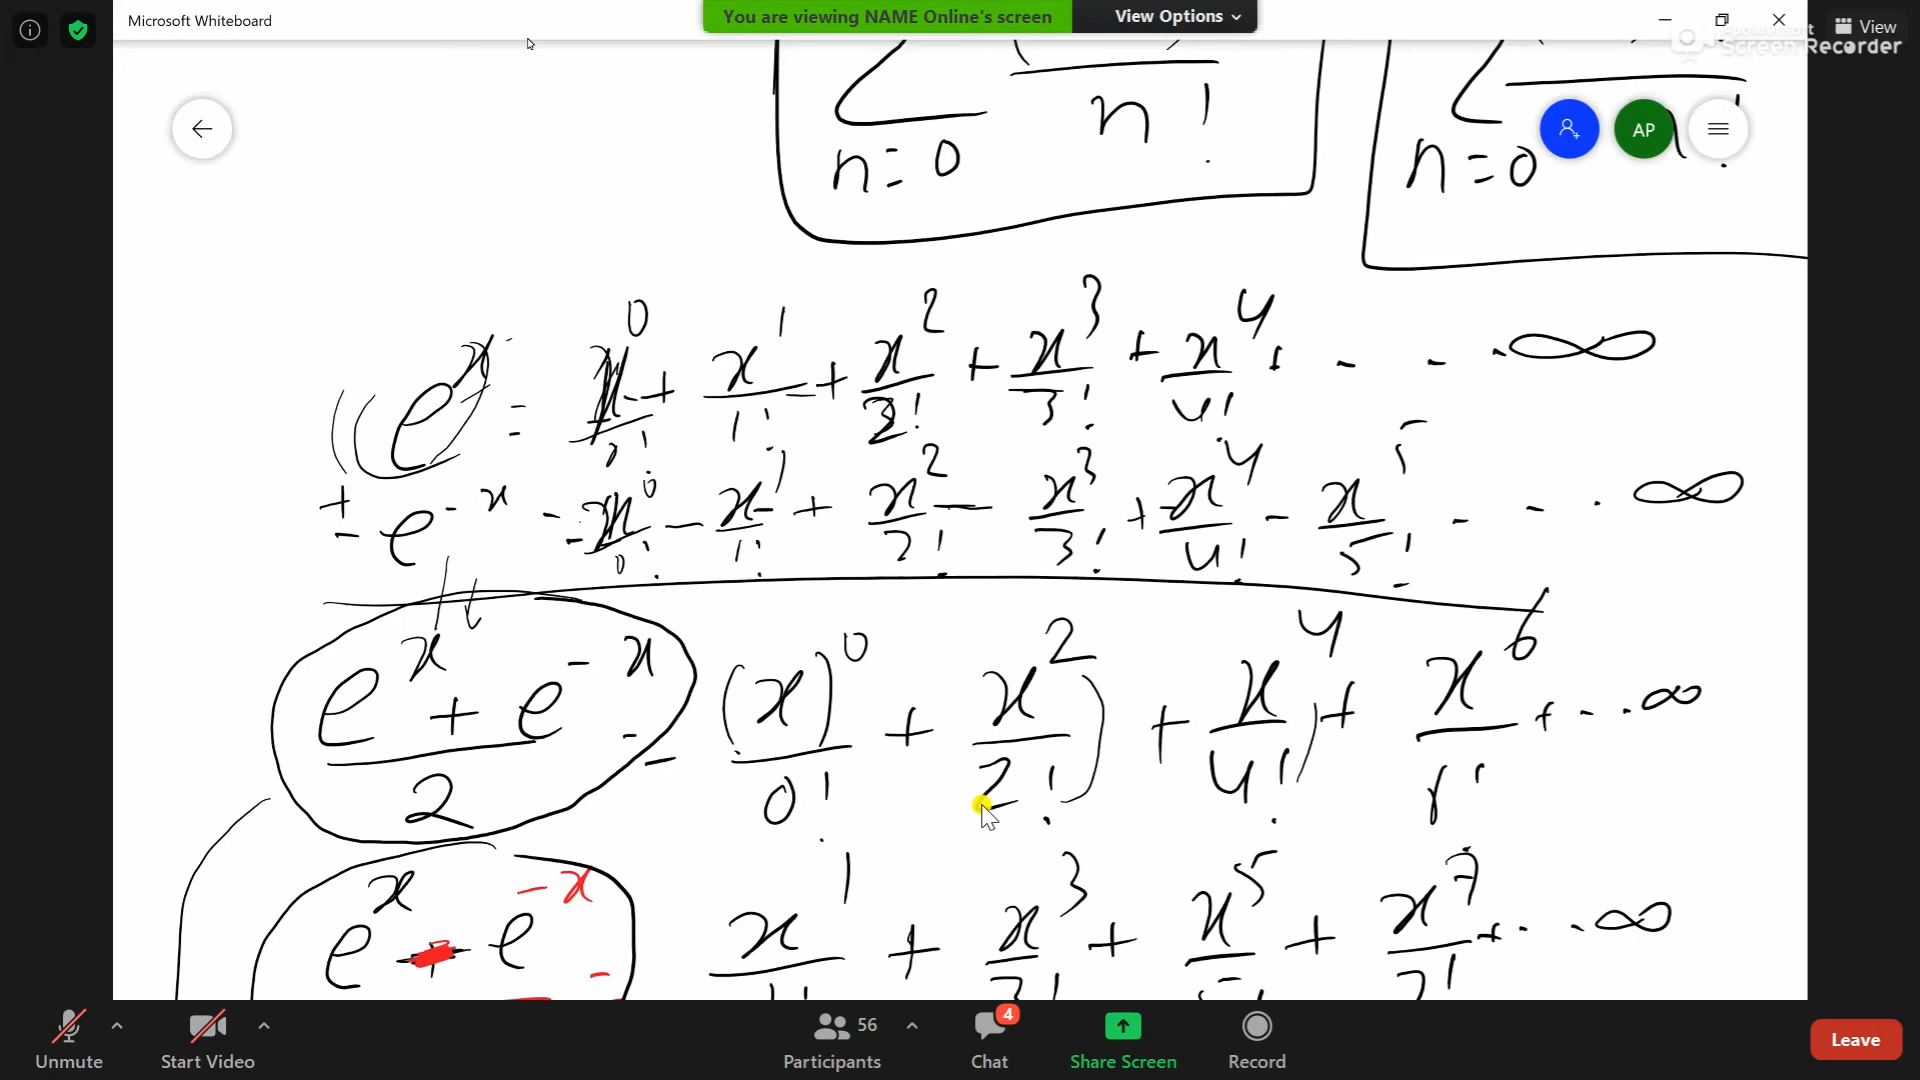 Microsoft Whiteboard
You are viewing NAME Online's screen
View Options
View
Apowersoft
Screen Recorder
AP
∑ n=0 n!
∑ n=0 !
e^x = x^0/0! + x^1/1! + x^2/2! + x^3/3! + x^4/4! + - - - ∞
± e^-x = x^0/0! - x^1/1! + x^2/2! - x^3/3! + x^4/4! - x^5/5! - - . ∞
(e^x + e^-x)/2 = (x)^0/0! + x^2/2! + x^4/4! + x^6/ + - . ∞
e^x - e^-x x^1/1! + x^3/3! + x^5/5! + x^7/7! + . . ∞
Unmute
Start Video
56
Participants
4
Chat
Share Screen
Record
Leave